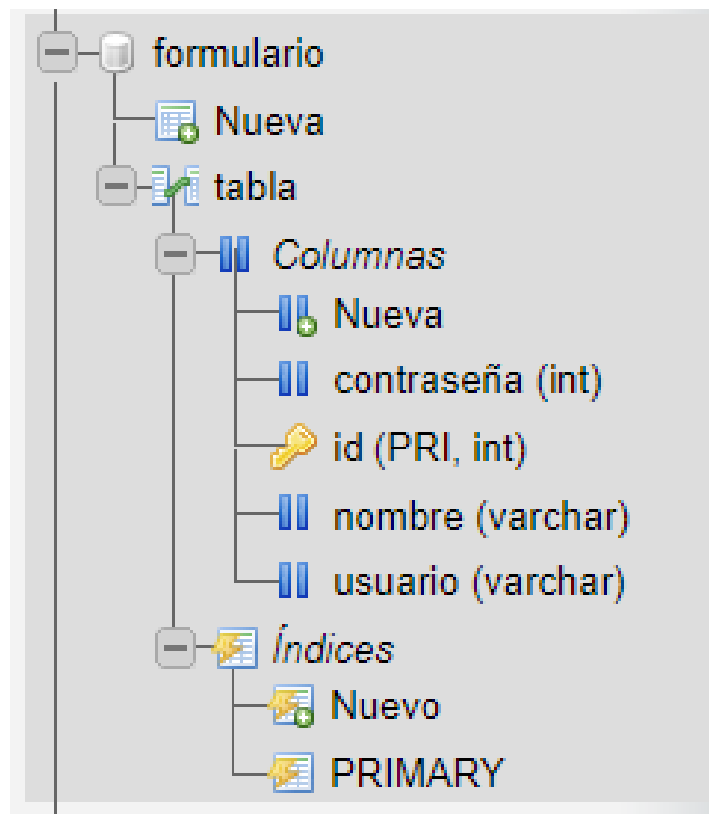 formulario
Nueva
tabla
Columnas
Nueva
contraseña (int)
id (PRI, int)
nombre (varchar)
usuario (varchar)
Índices
Nuevo
PRIMARY